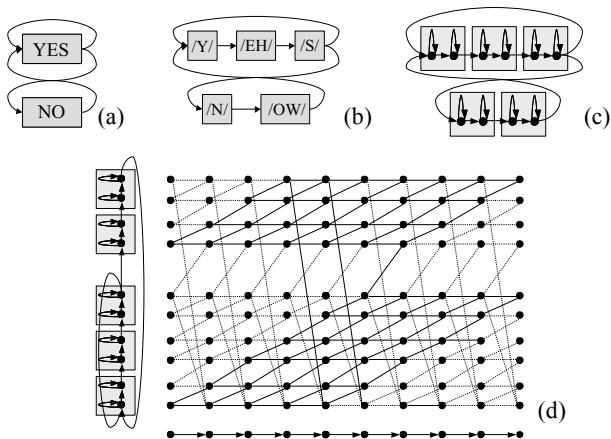 YES
NO
(a)
/Y/ /EH/ /S/
/N/ /OW/
(b)
(c)
(d)